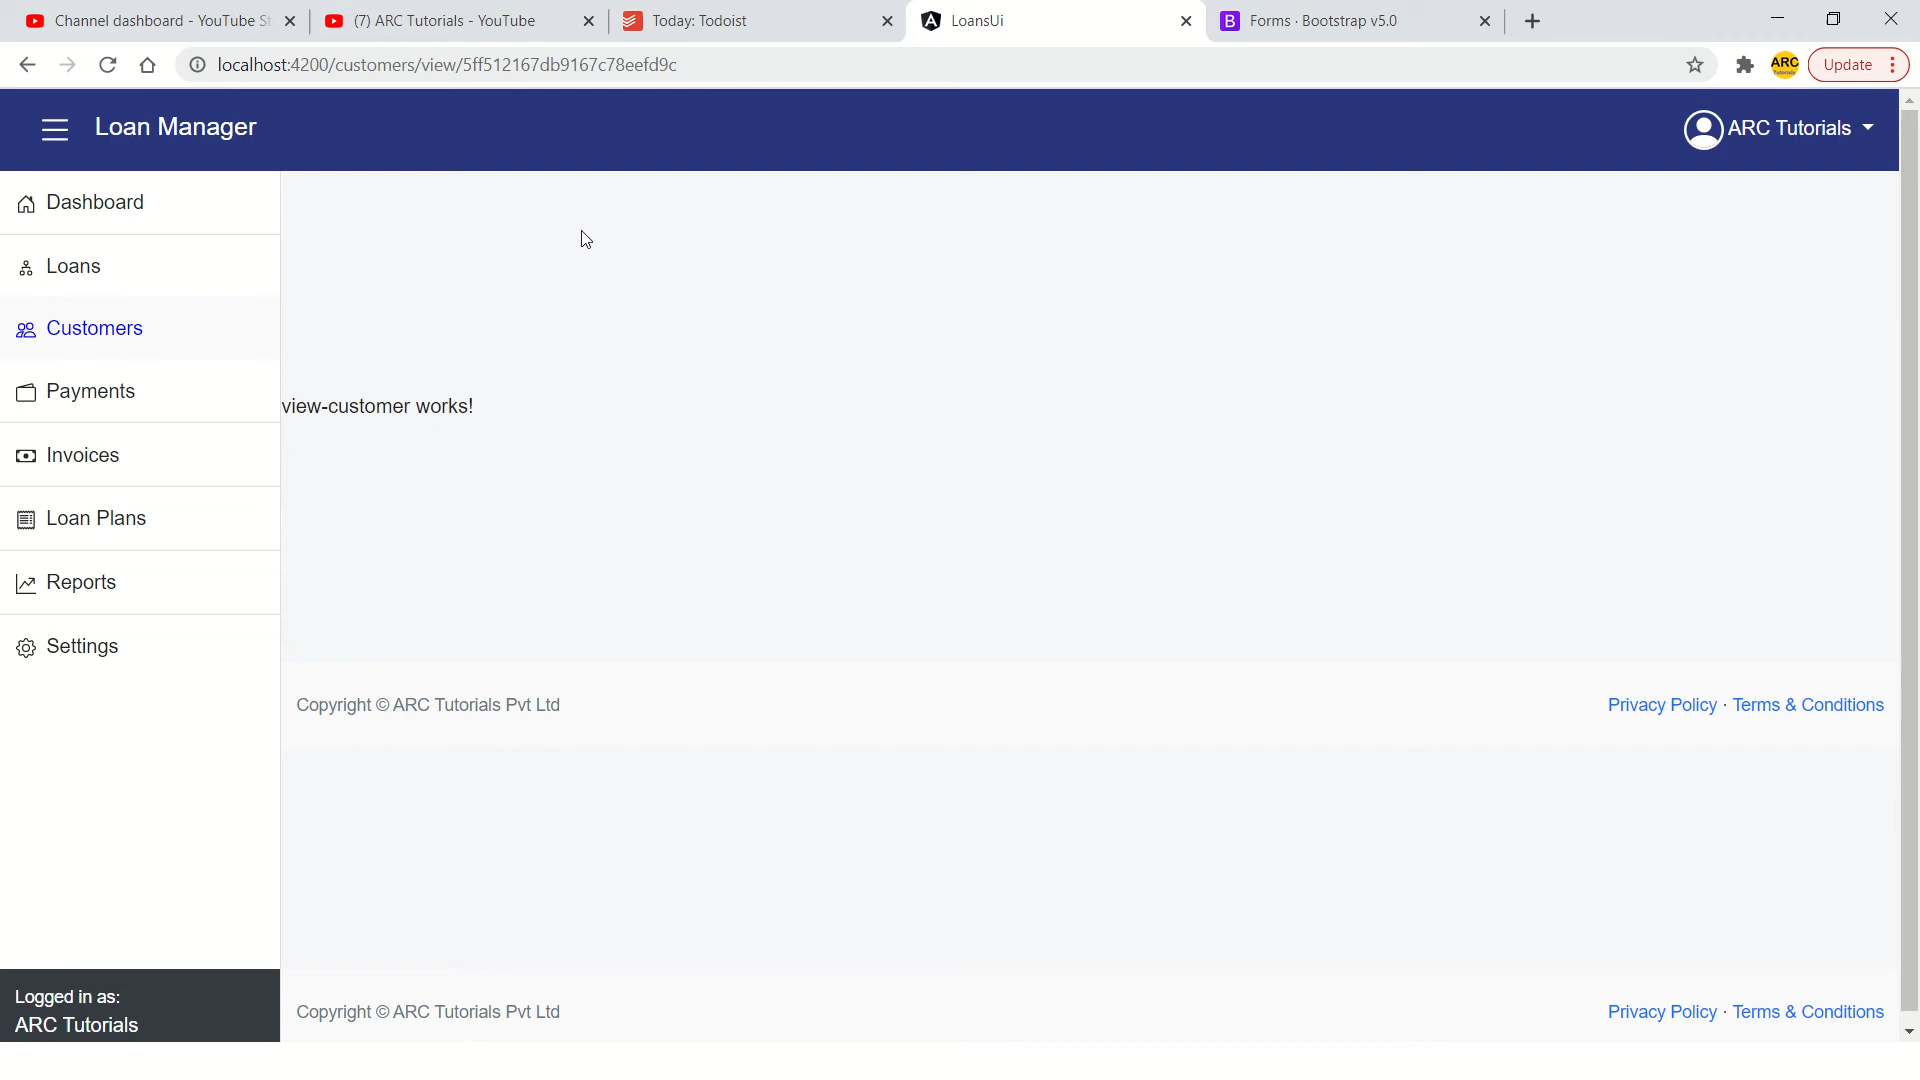 Channel dashboard - YouTube St
(7) ARC Tutorials - YouTube
Today: Todoist
LoansUi
Forms · Bootstrap v5.0
localhost:4200/customers/view/5ff512167db9167c78eefd9c
ARC
Tutorials
Update
Loan Manager
ARC Tutorials
Dashboard
Loans
Customers
Payments
view-customer works!
Invoices
Loan Plans
Reports
Settings
Copyright © ARC Tutorials Pvt Ltd
Privacy Policy · Terms & Conditions
Logged in as:
ARC Tutorials
Copyright © ARC Tutorials Pvt Ltd
Privacy Policy · Terms & Conditions